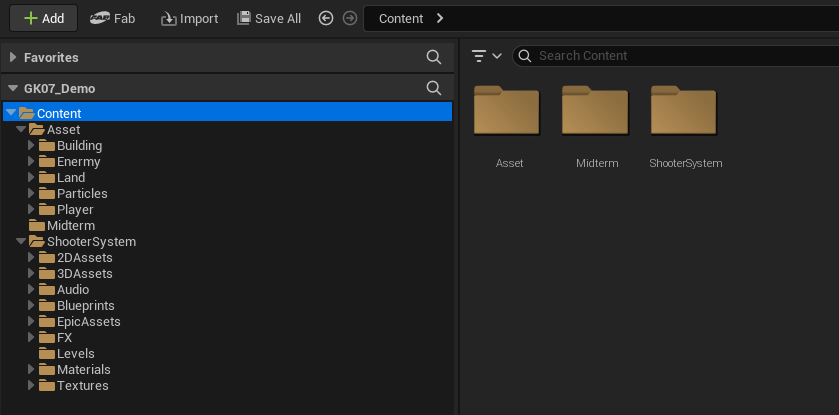 Add Fab Import Save All Content
Favorites
Search Content
GK07_Demo
Content
Asset
Building
Enermy
Land
Particles
Player
Midterm
ShooterSystem
2DAssets
3DAssets
Audio
Blueprints
EpicAssets
FX
Levels
Materials
Textures
Asset Midterm ShooterSystem